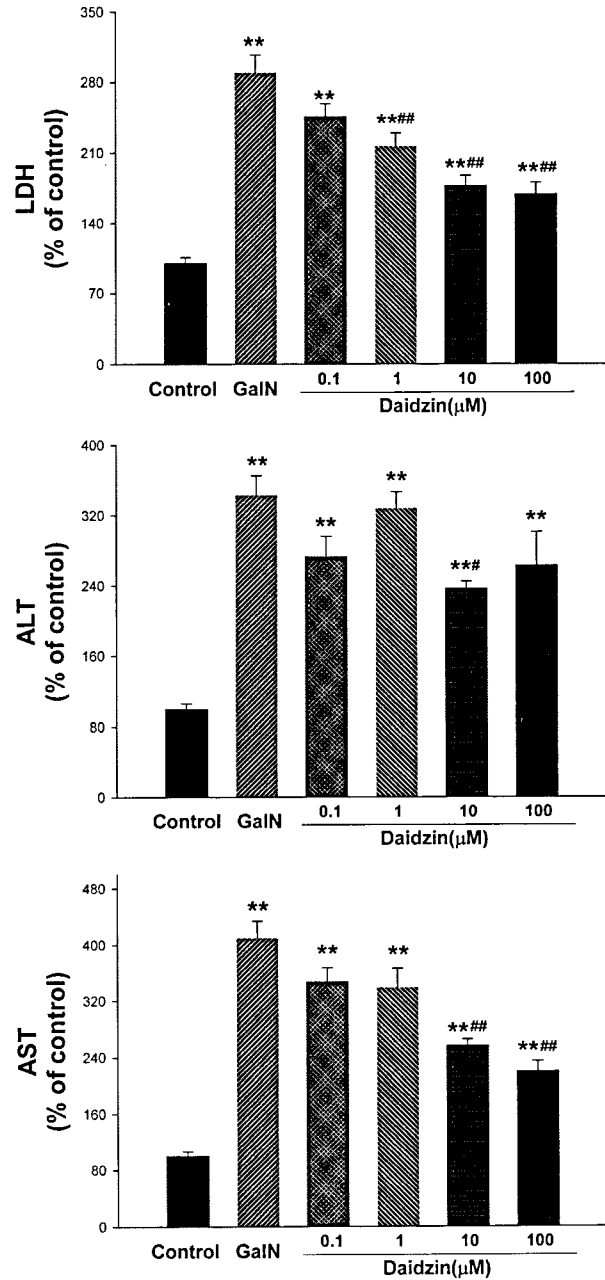 350
280
210
140
70
0
LDH
(% of control)
**
**
**##
**##
**##
Control GalN 0.1 1 10 100
Daidzin(μM)
400
320
240
160
80
0
ALT
(% of control)
**
**
**
**#
**
Control GalN 0.1 1 10 100
Daidzin(μM)
480
400
320
240
160
80
0
AST
(% of control)
**
**
**
**##
**##
Control GalN 0.1 1 10 100
Daidzin(μM)